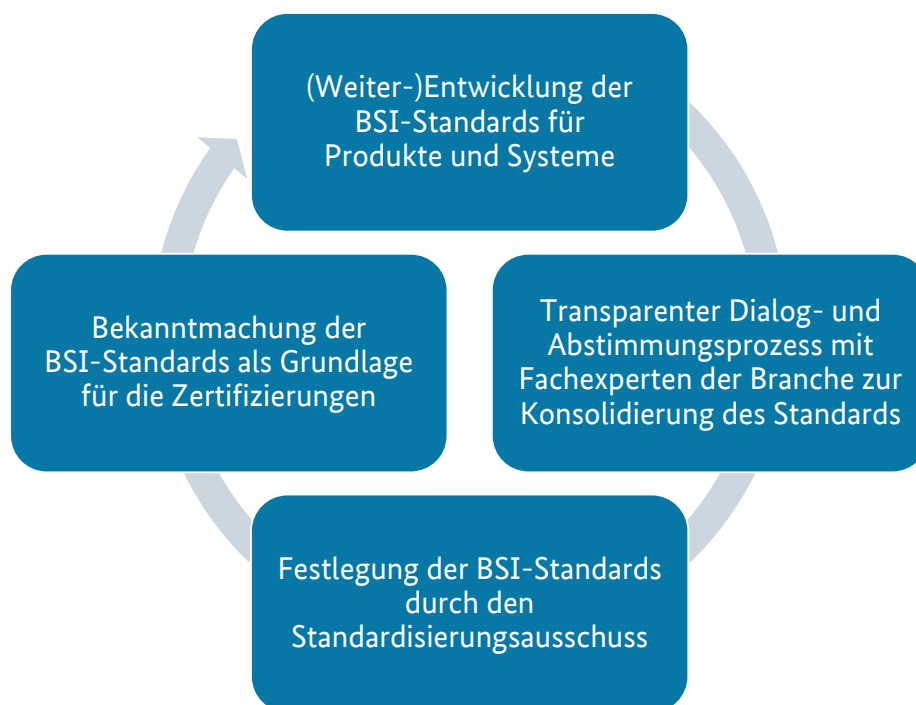 (Weiter-)Entwicklung der
BSI-Standards für
Produkte und Systeme
Transparenter Dialog- und
Abstimmungsprozess mit
Fachexperten der Branche zur
Konsolidierung des Standards
Festlegung der BSI-Standards
durch den
Standardisierungsausschuss
Bekanntmachung der
BSI-Standards als Grundlage
für die Zertifizierungen